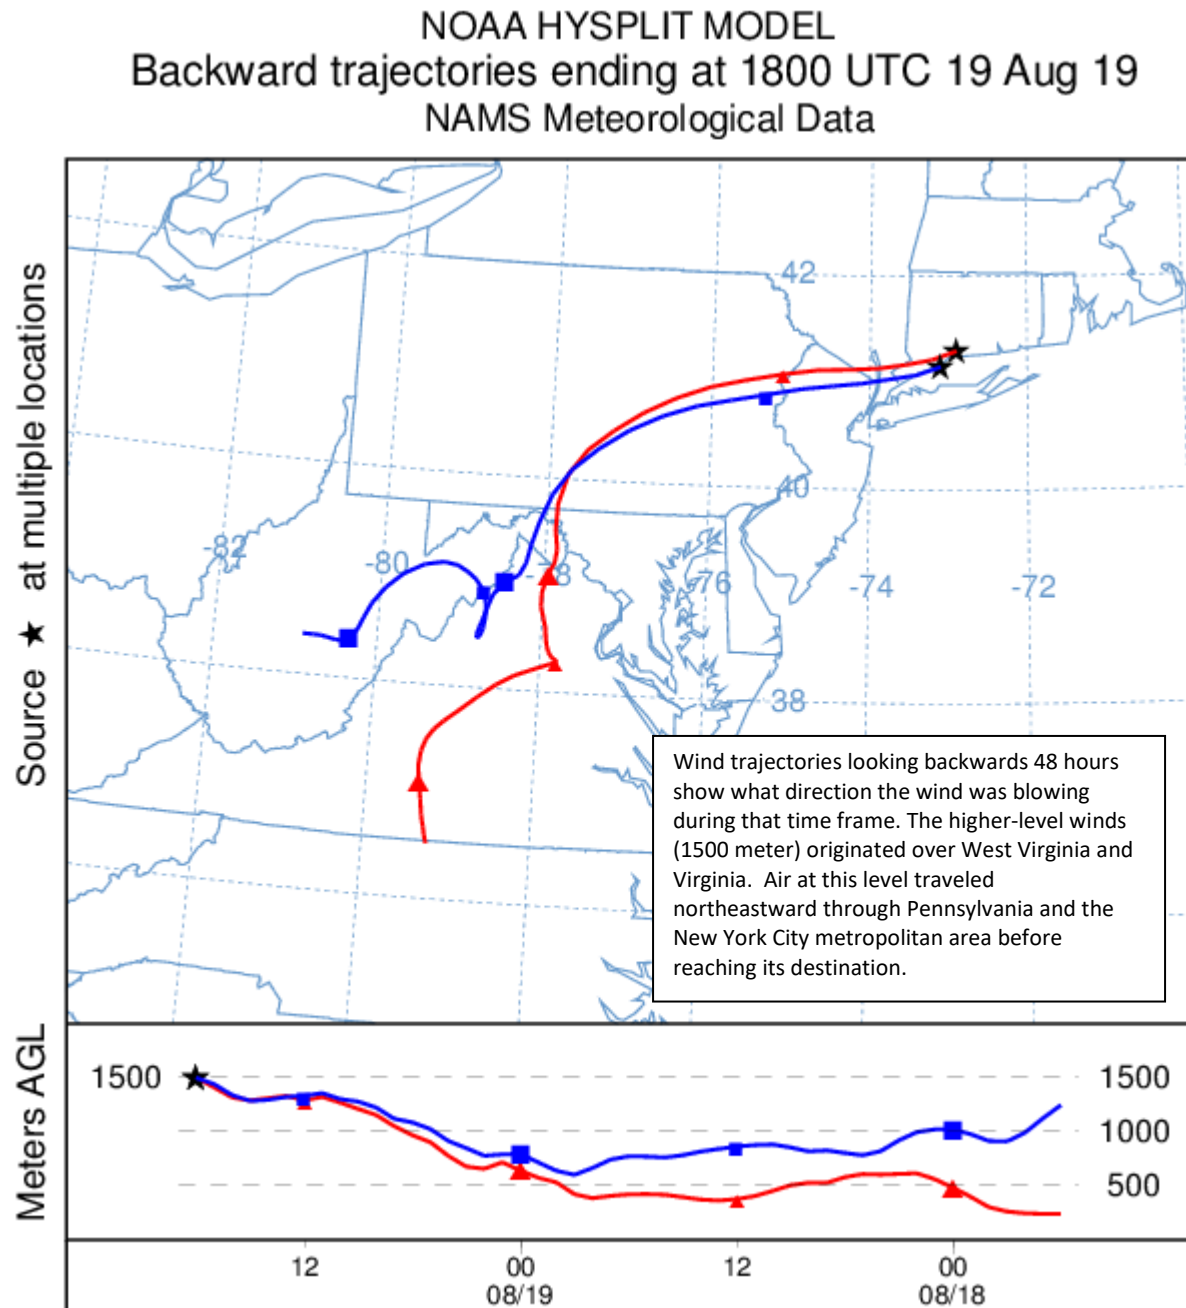 NOAA HYSPLIT MODEL
Backward trajectories ending at 1800 UTC 19 Aug 19
NAMS Meteorological Data
Source ★ at multiple locations
42
40
-82
-80
-78
-76
-74
-72
38
Wind trajectories looking backwards 48 hours
show what direction the wind was blowing
during that time frame. The higher-level winds
(1500 meter) originated over West Virginia and
Virginia.  Air at this level traveled
northeastward through Pennsylvania and the
New York City metropolitan area before
reaching its destination.
Meters AGL
1500
1500
1000
500
12
00
12
00
08/19
08/18